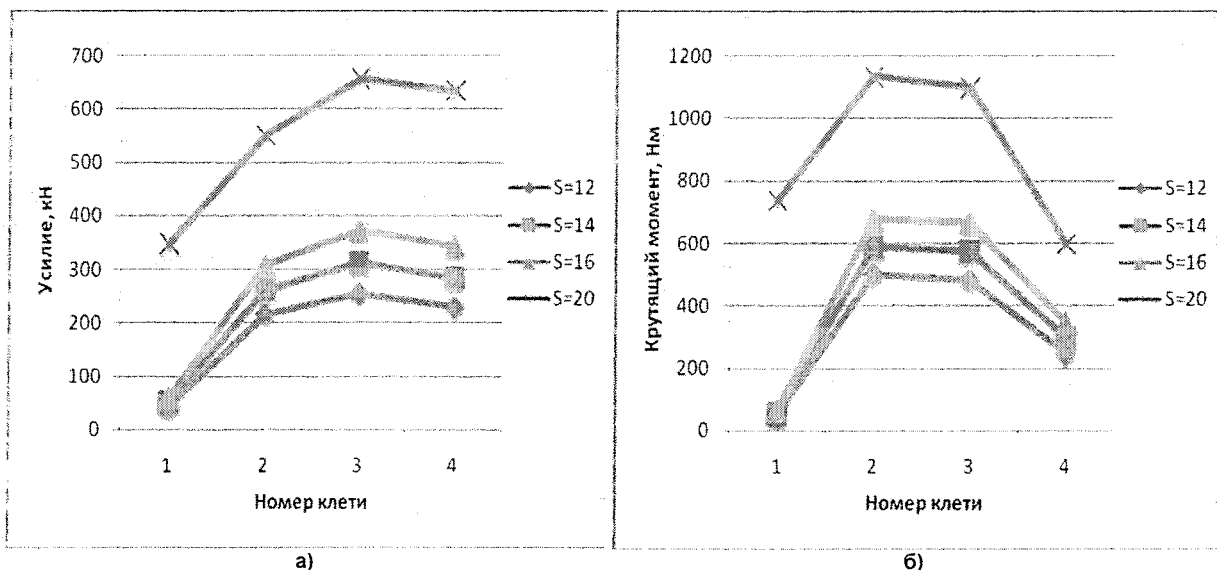 700
600
500
400
300
200
100
0
Усилие, кН
1 2 3 4
Номер клети
S=12
S=14
S=16
S=20
а)
1200
1000
800
600
400
200
0
Крутящий момент, Нм
1 2 3 4
Номер клети
S=12
S=14
S=16
S=20
б)